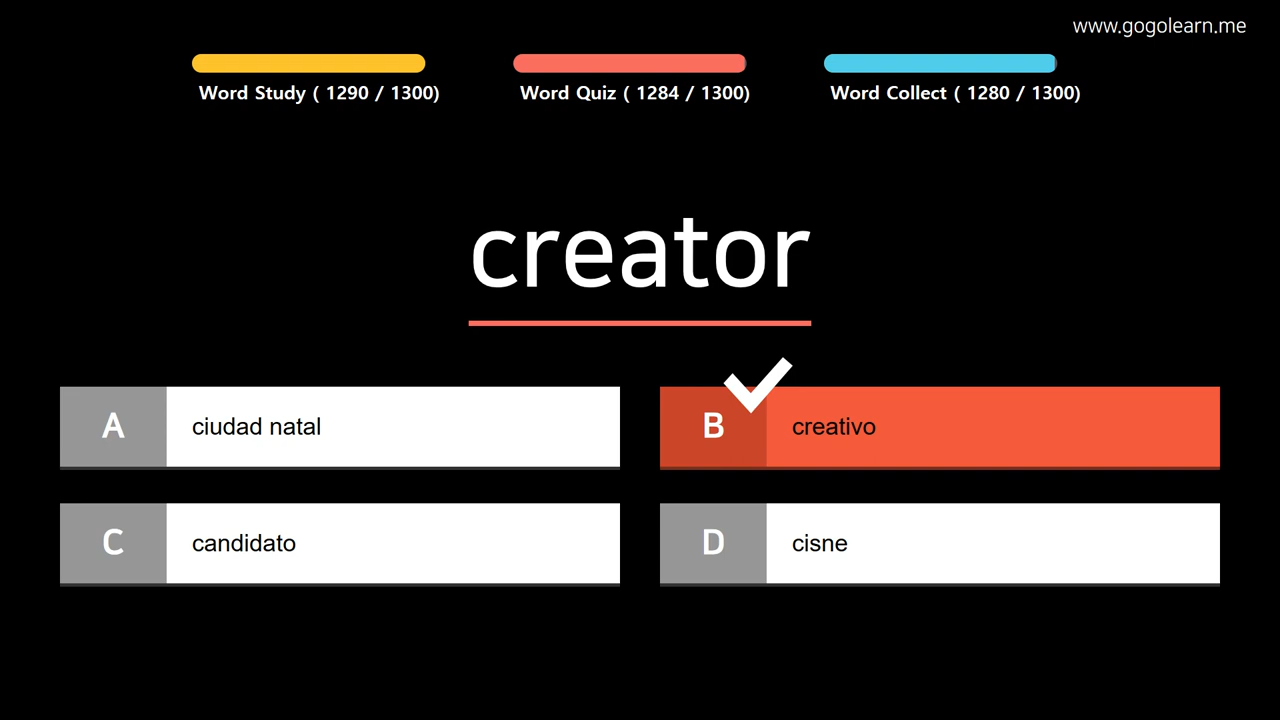 www.gogolearn.me
Word Study ( 1290 / 1300)
Word Quiz ( 1284 / 1300)
Word Collect ( 1280 / 1300)
creator
A ciudad natal
B creativo
C candidato
D cisne